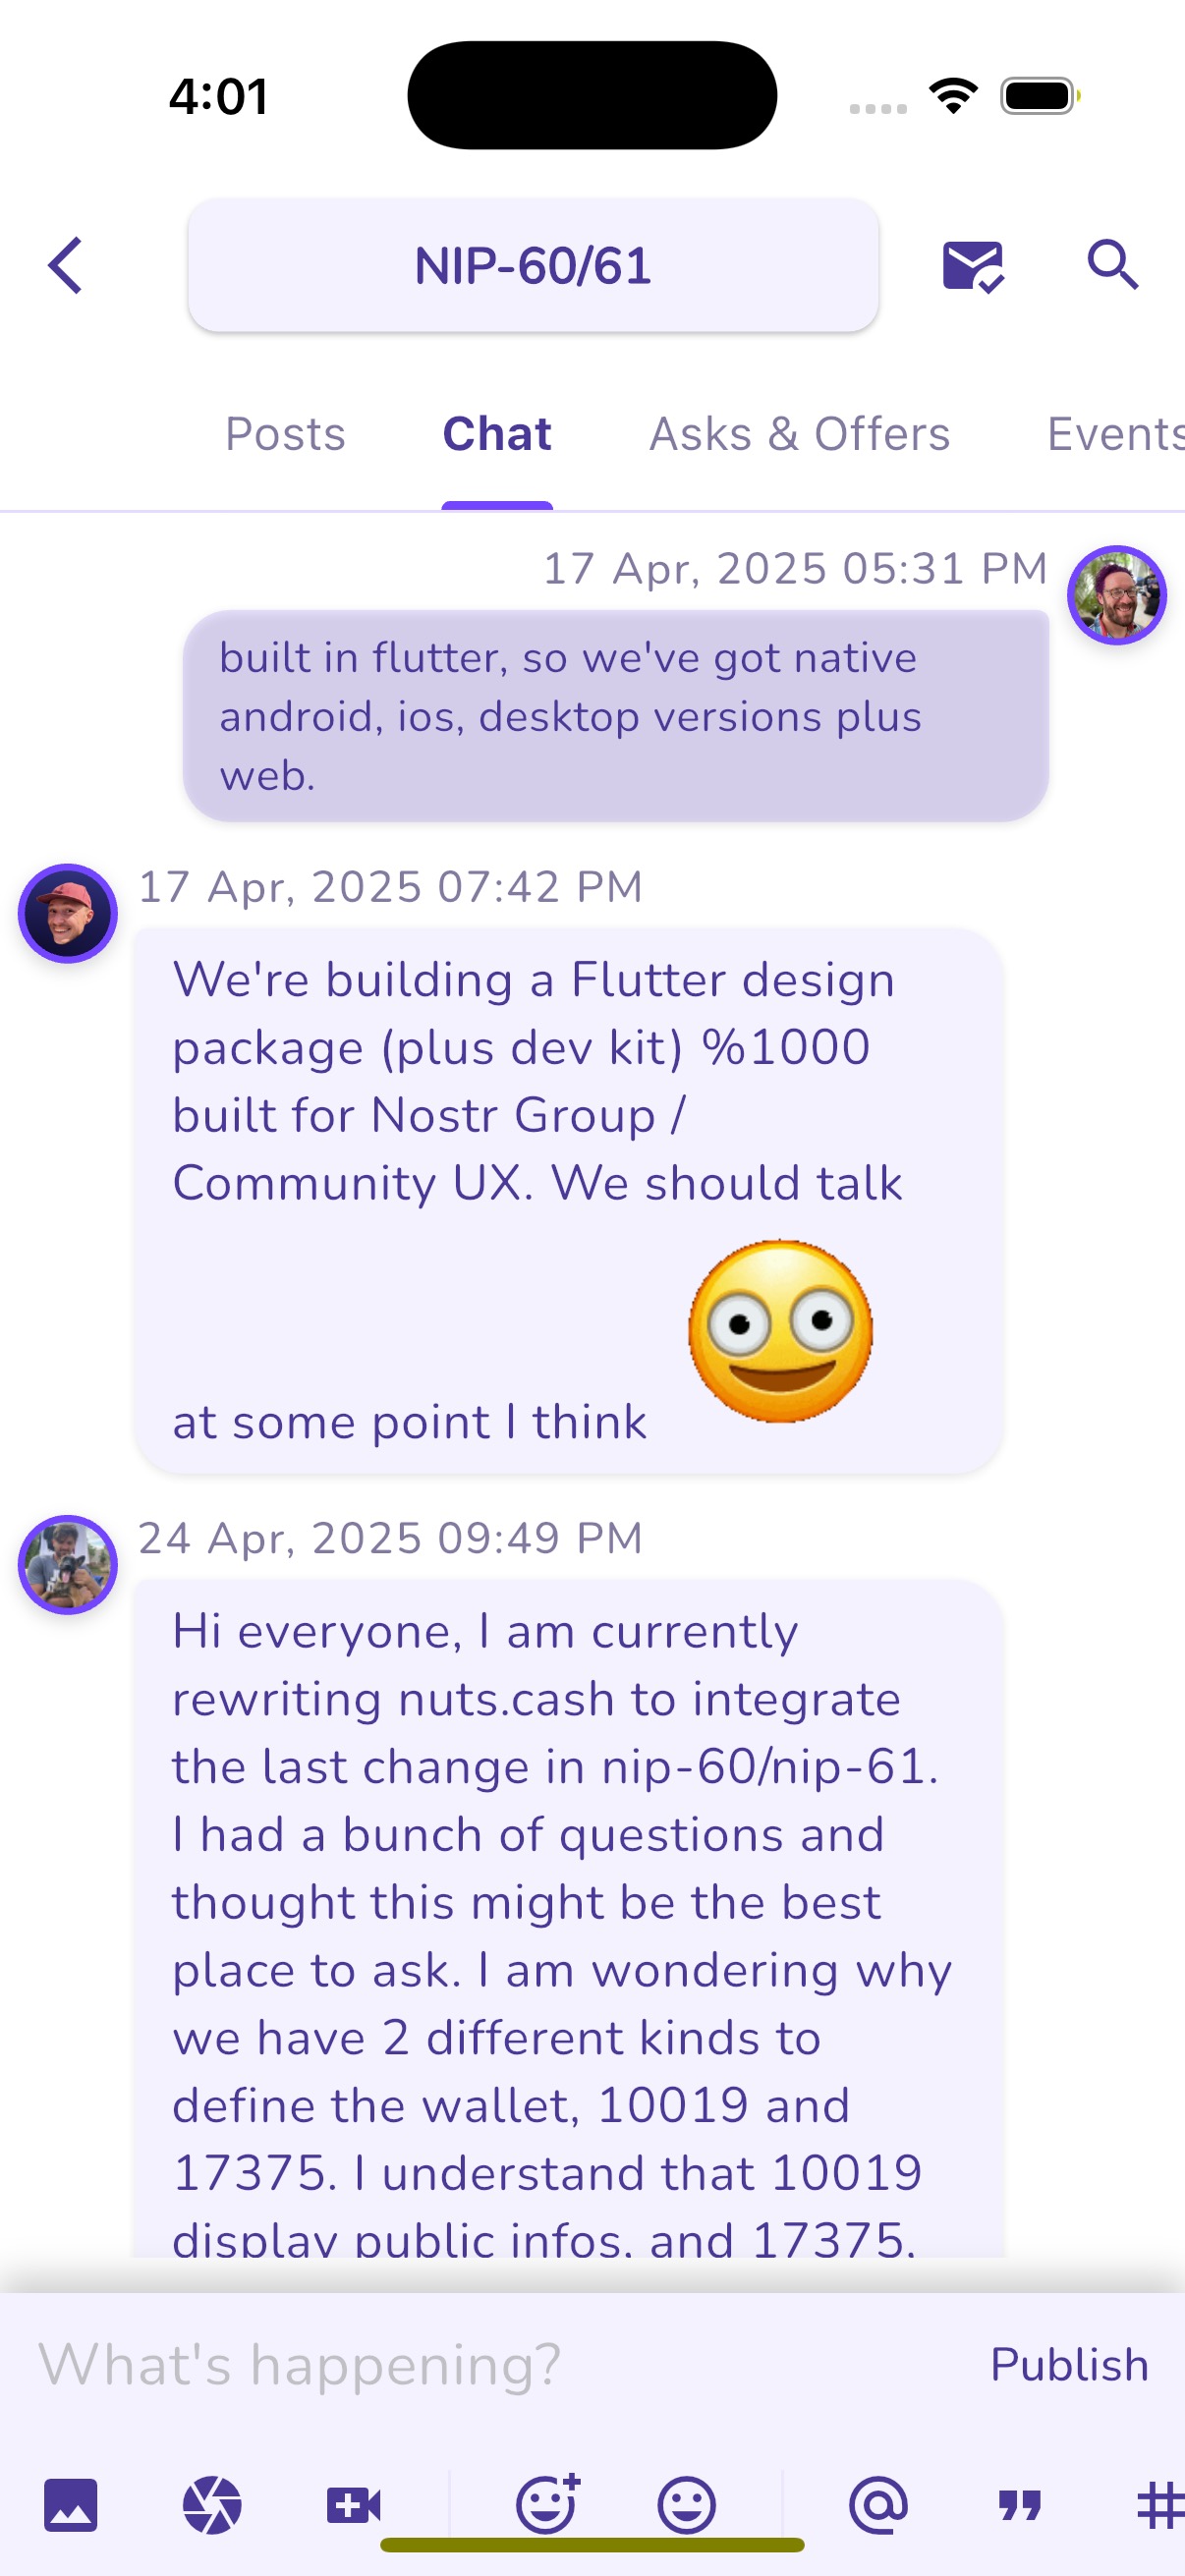 4:01
NIP-60/61
Posts Chat Asks & Offers Events
17 Apr, 2025 05:31 PM
built in flutter, so we've got native
android, ios, desktop versions plus
web.
17 Apr, 2025 07:42 PM
We're building a Flutter design
package (plus dev kit) %1000
built for Nostr Group /
Community UX. We should talk
at some point I think
24 Apr, 2025 09:49 PM
Hi everyone, I am currently
rewriting nuts.cash to integrate
the last change in nip-60/nip-61.
I had a bunch of questions and
thought this might be the best
place to ask. I am wondering why
we have 2 different kinds to
define the wallet, 10019 and
17375. I understand that 10019
display public infos, and 17375,
What's happening?
Publish